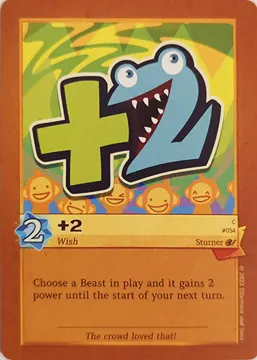 +2
2
+2
Wish
C
#054
Sturner
Choose a Beast in play and it gains 2
power until the start of your next turn.
The crowd loved that!
© 2022